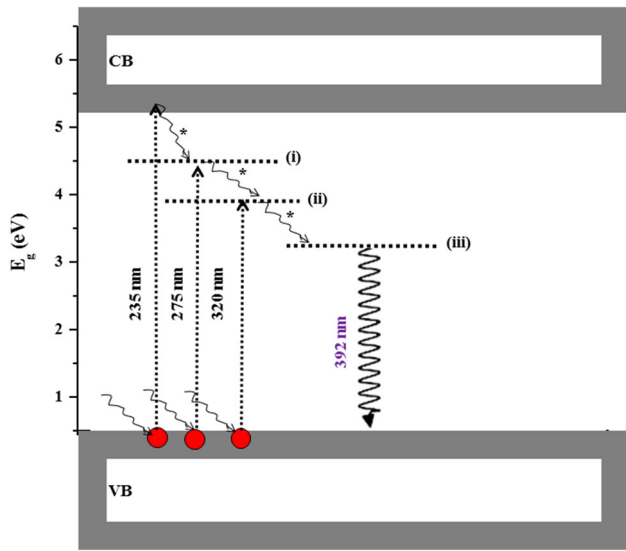 CB
6
5
4
3
2
1
E_g (eV)
*
(i)
*
(ii)
*
(iii)
235 nm
275 nm
320 nm
392 nm
VB